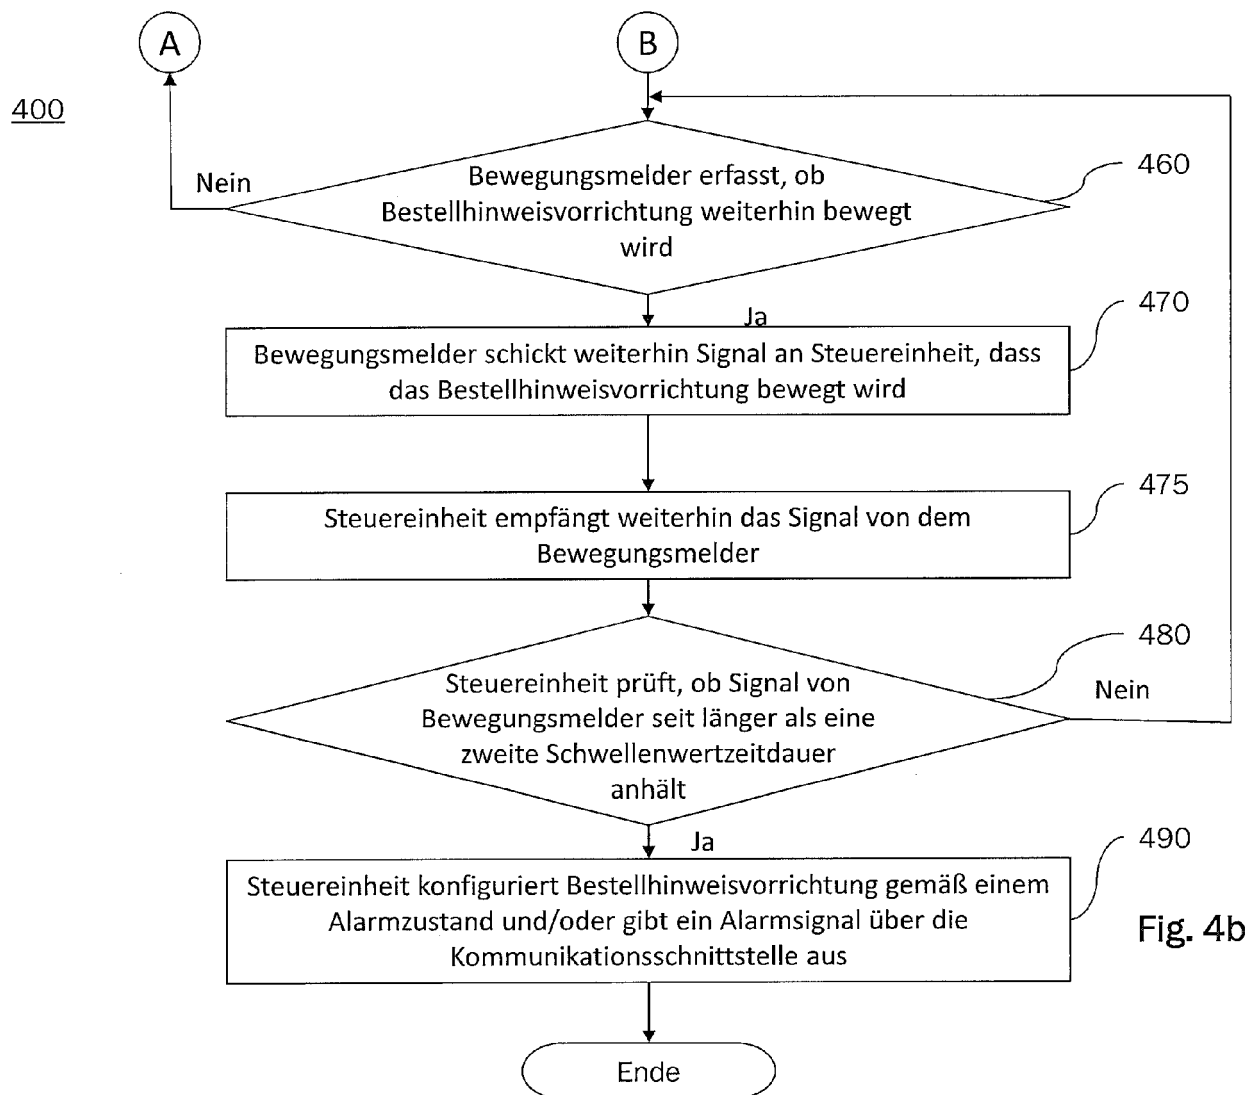 A
B
400
Nein
Bewegungsmelder erfasst, ob
Bestellhinweisvorrichtung weiterhin bewegt
wird
460
Ja
470
Bewegungsmelder schickt weiterhin Signal an Steuereinheit, dass
das Bestellhinweisvorrichtung bewegt wird
475
Steuereinheit empfängt weiterhin das Signal von dem
Bewegungsmelder
480
Steuereinheit prüft, ob Signal von
Bewegungsmelder seit länger als eine
zweite Schwellenwertzeitdauer
anhält
Nein
Ja
490
Steuereinheit konfiguriert Bestellhinweisvorrichtung gemäß einem
Alarmzustand und/oder gibt ein Alarmsignal über die
Kommunikationsschnittstelle aus
Fig. 4b
Ende